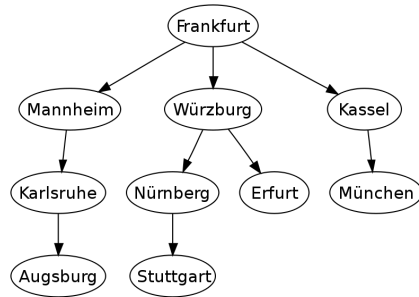 Frankfurt
Mannheim
Würzburg
Kassel
Karlsruhe
Nürnberg
Erfurt
München
Augsburg
Stuttgart